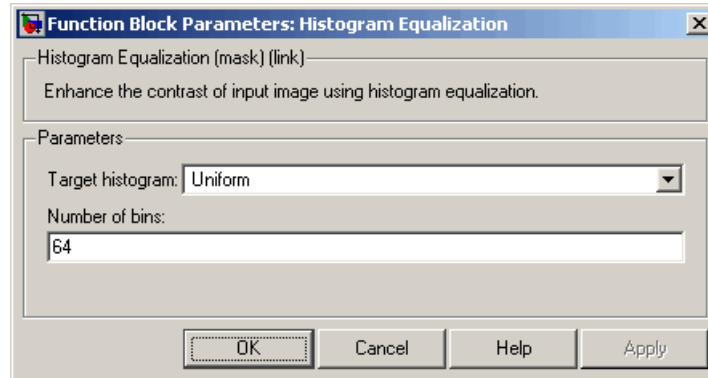 Function Block Parameters: Histogram Equalization
Histogram Equalization (mask) (link)
Enhance the contrast of input image using histogram equalization.
Parameters
Target histogram: Uniform
Number of bins:
64
OK Cancel Help Apply